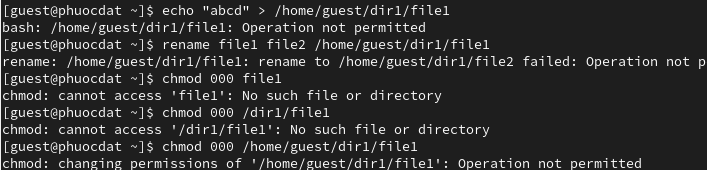 [guest@phuocdat ~]$ echo "abcd" > /home/guest/dir1/file1
bash: /home/guest/dir1/file1: Operation not permitted
[guest@phuocdat ~]$ rename file1 file2 /home/guest/dir1/file1
rename: /home/guest/dir1/file1: rename to /home/guest/dir1/file2 failed: Operation not p
[guest@phuocdat ~]$ chmod 000 file1
chmod: cannot access 'file1': No such file or directory
[guest@phuocdat ~]$ chmod 000 /dir1/file1
chmod: cannot access '/dir1/file1': No such file or directory
[guest@phuocdat ~]$ chmod 000 /home/guest/dir1/file1
chmod: changing permissions of '/home/guest/dir1/file1': Operation not permitted